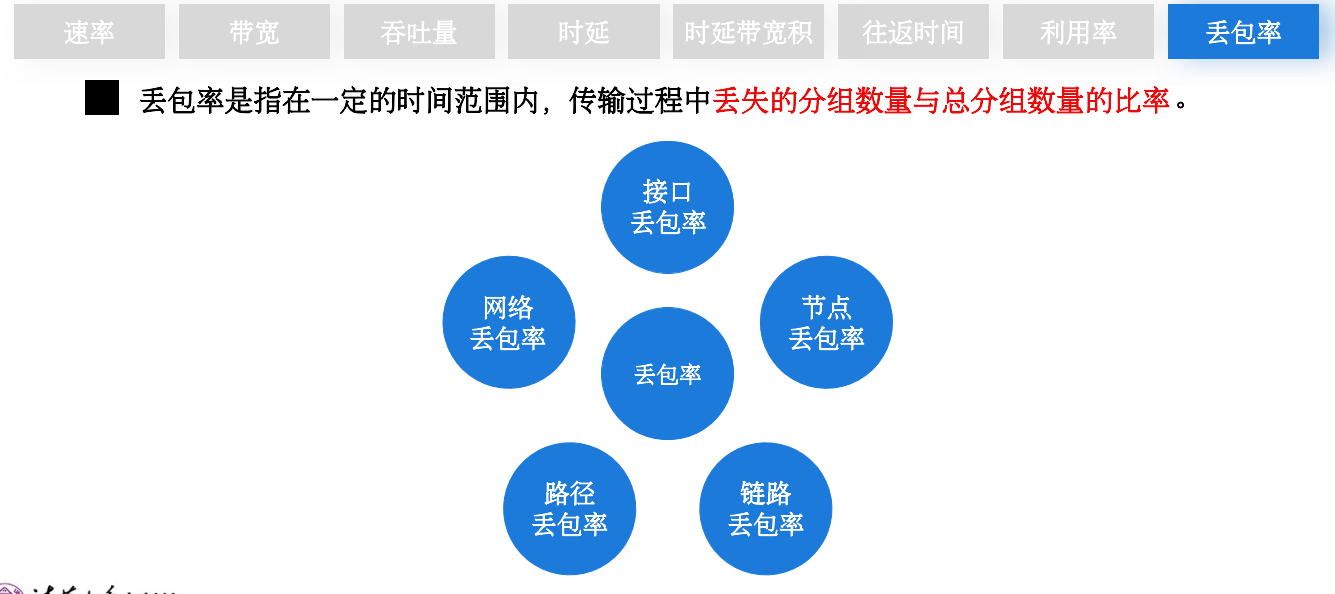 速率 带宽 吞吐量 时延 时延带宽积 往返时间 利用率 丢包率
丢包率是指在一定的时间范围内，传输过程中丢失的分组数量与总分组数量的比率。
接口
丢包率
网络
丢包率
节点
丢包率
丢包率
路径
丢包率
链路
丢包率